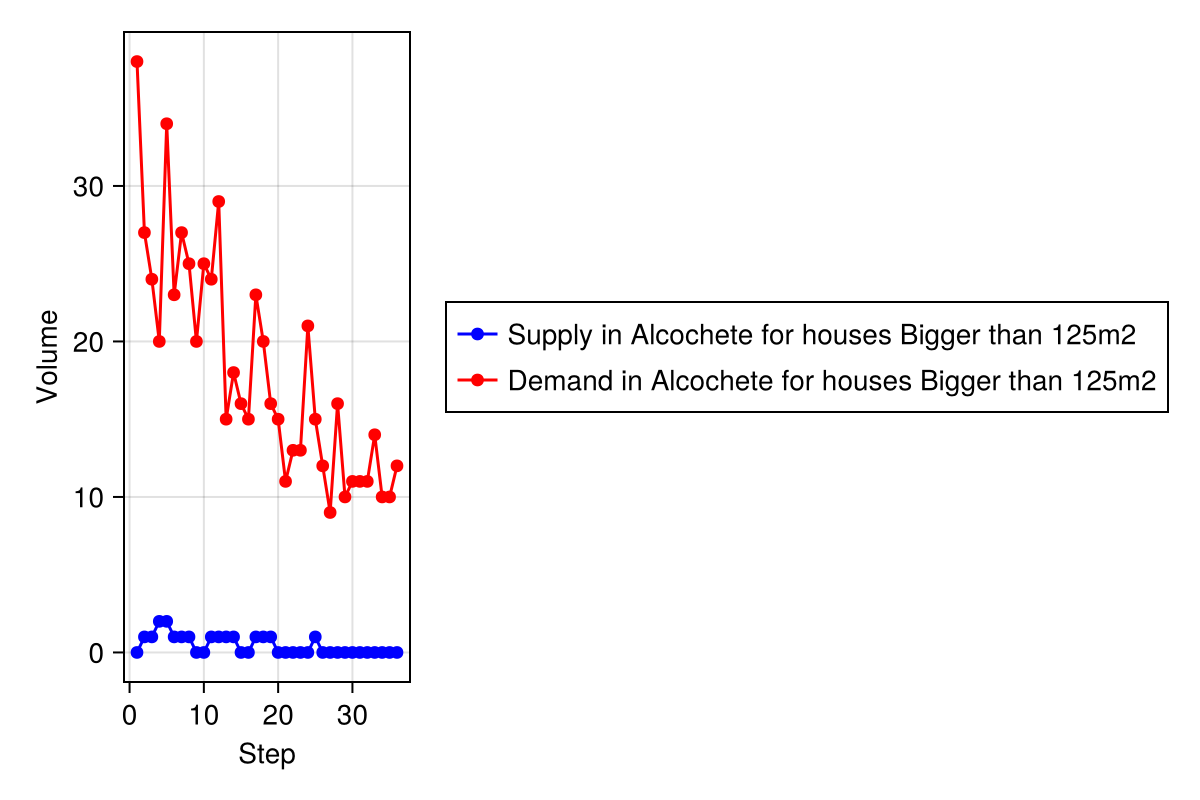 Volume
30
20
10
0
0 10 20 30
Step
Supply in Alcochete for houses Bigger than 125m2
Demand in Alcochete for houses Bigger than 125m2